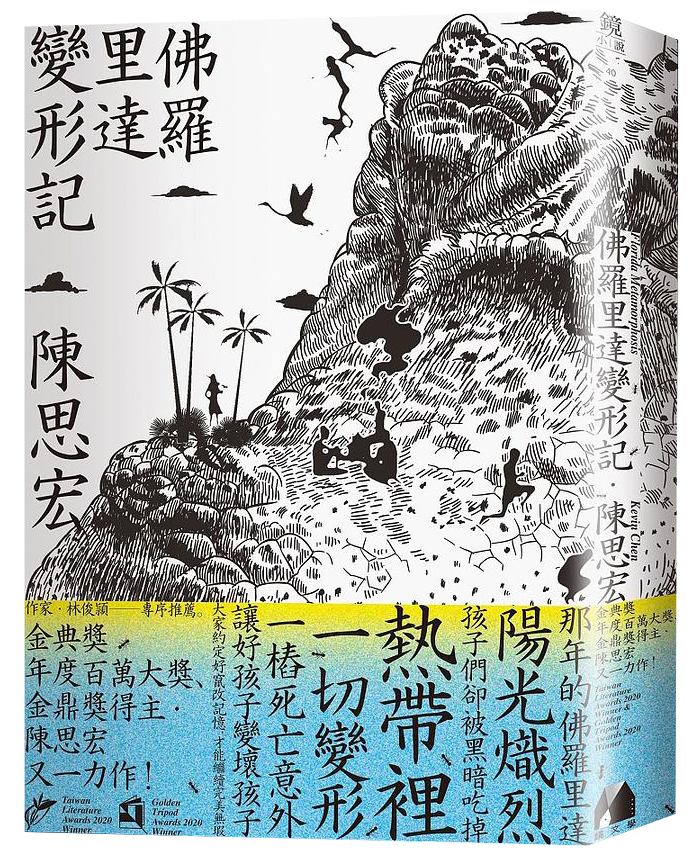 佛羅
里達
變形記
陳思宏
那年的佛羅里達
陽光熾烈
孩子們卻被黑暗吃掉
熱帶裡
一切變形
一樁死亡意外
讓好孩子變壞孩子
大家約定好竄改記憶,才能繼續完美無瑕
作家·林俊頴——專序推薦。
金典獎
年度百萬大獎、
金鼎獎得主·
陳思宏
又一力作!
Taiwan
Literature
Awards 2020
Winner
Golden
Tripod
Awards 2020
Winner
鏡
小說
40
Florida Metamorphosis
佛羅里達變形記·陳思宏
Kevin Chen
金典獎
年度百萬大獎、
金鼎獎得主·
陳思宏
又一力作!
Taiwan
Literature
Awards 2020
Winner &
Golden
Tripod
Awards 2020
Winner
鏡文學